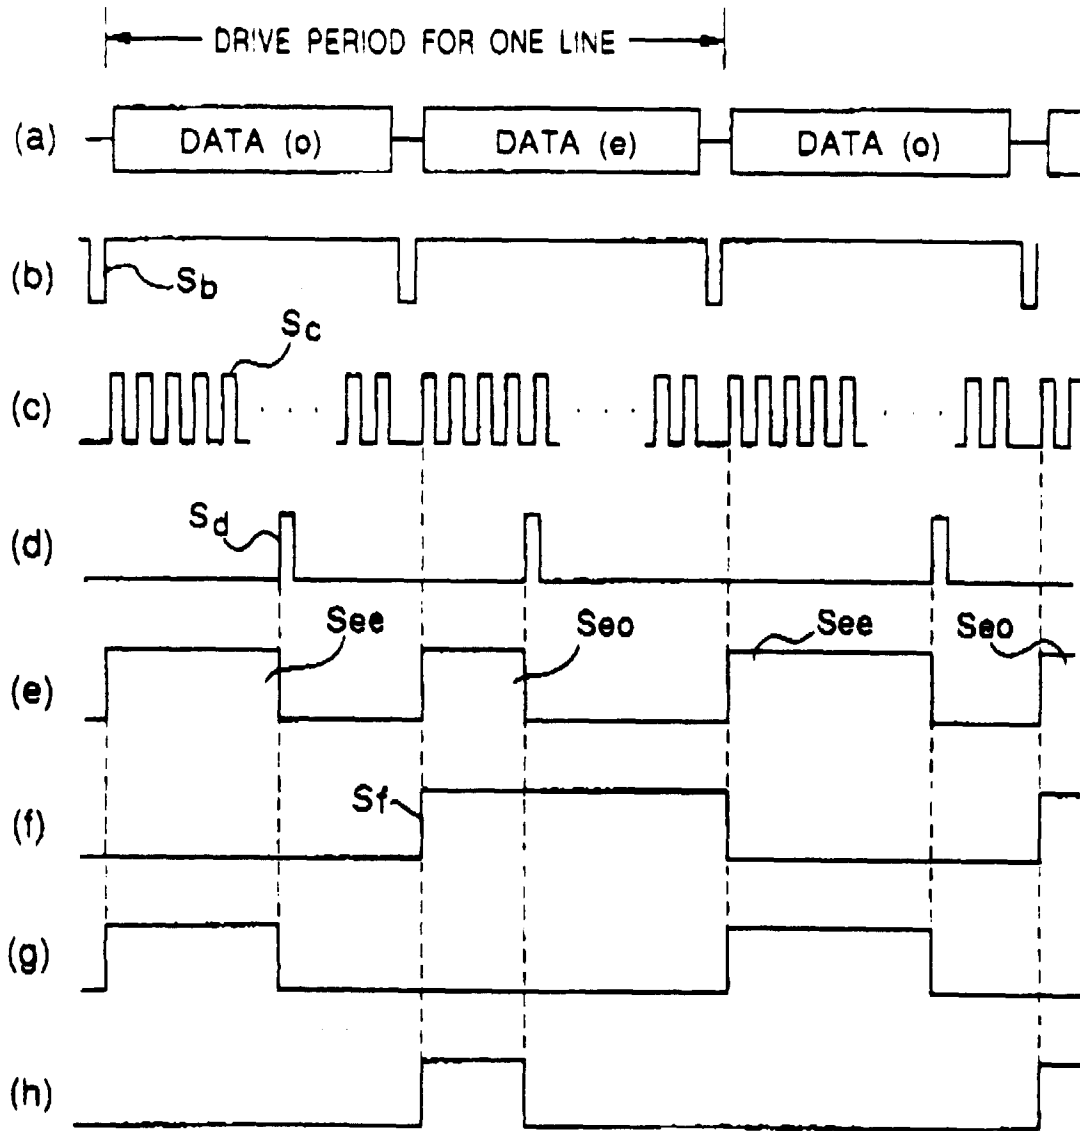 DRIVE PERIOD FOR ONE LINE
(a) DATA (o) DATA (e) DATA (o)
(b) Sb
(c) Sc
(d) Sd
(e) See Seo See Seo
(f) Sf
(g)
(h)